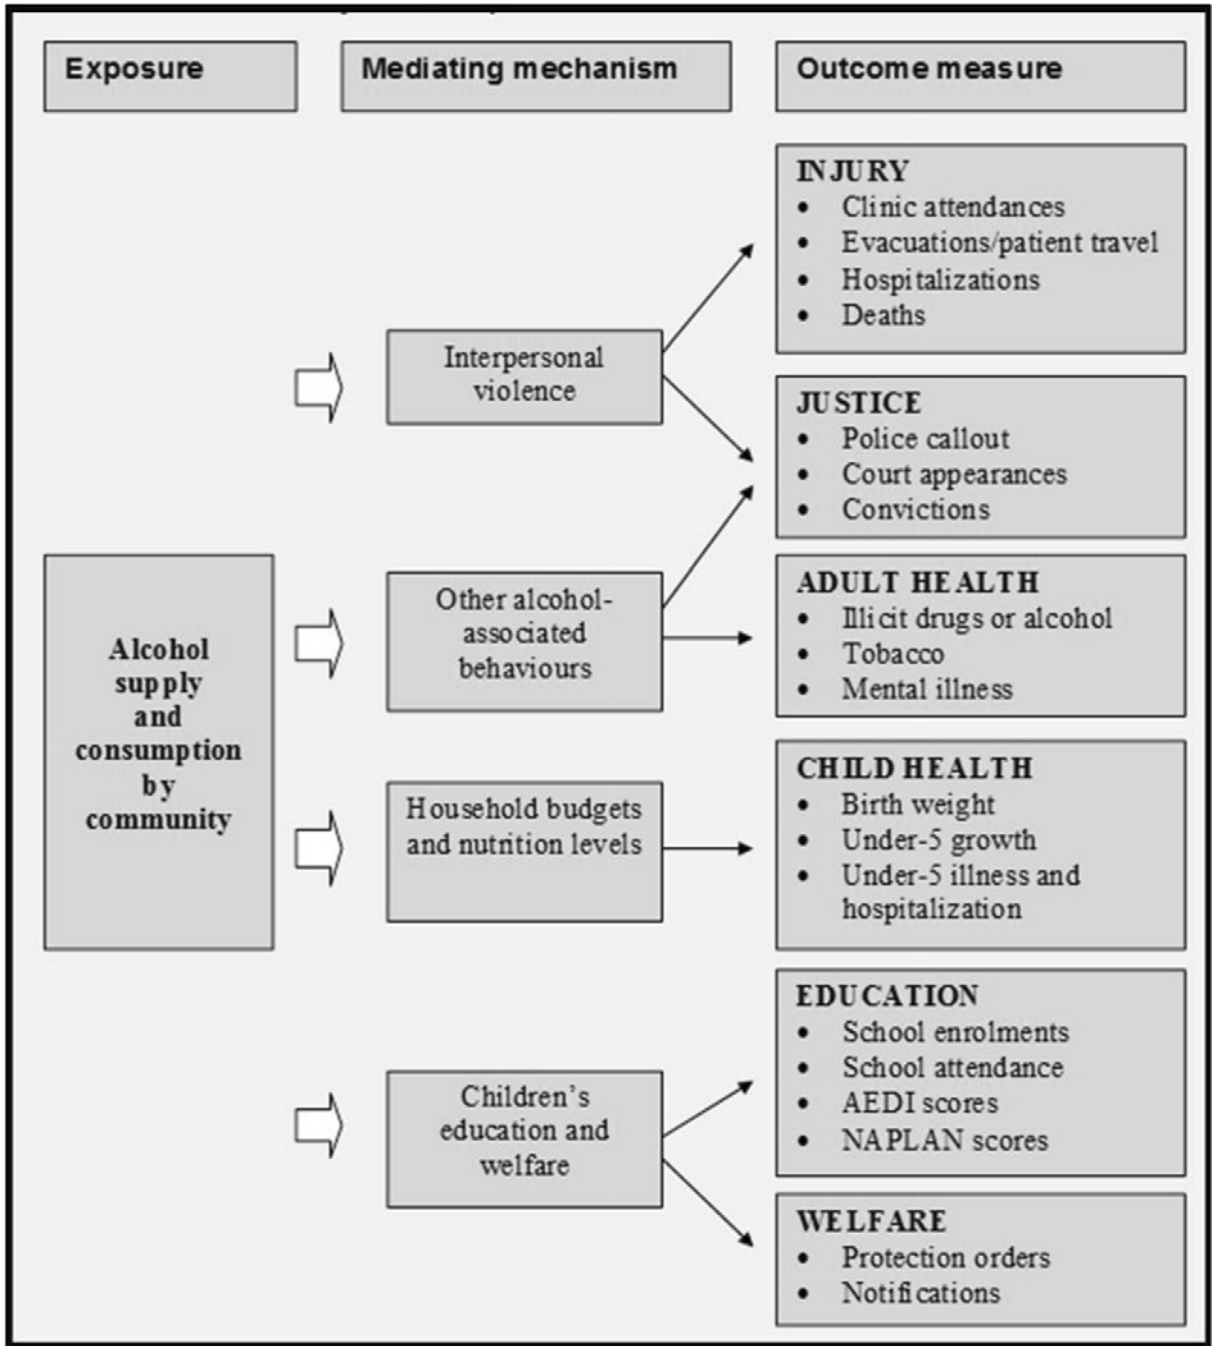 Exposure
Mediating mechanism
Outcome measure
INJURY
• Clinic attendances
• Evacuations/patient travel
• Hospitalizations
• Deaths
Interpersonal
violence
JUSTICE
• Police callout
• Court appearances
• Convictions
Alcohol
supply
and
consumption
by
community
Other alcohol-
associated
behaviours
ADULT HEALTH
• Illicit drugs or alcohol
• Tobacco
• Mental illness
Household budgets
and nutrition levels
CHILD HEALTH
• Birth weight
• Under-5 growth
• Under-5 illness and
hospitalization
Children’s
education and
welfare
EDUCATION
• School enrolments
• School attendance
• AEDI scores
• NAPLAN scores
WELFARE
• Protection orders
• Notifications